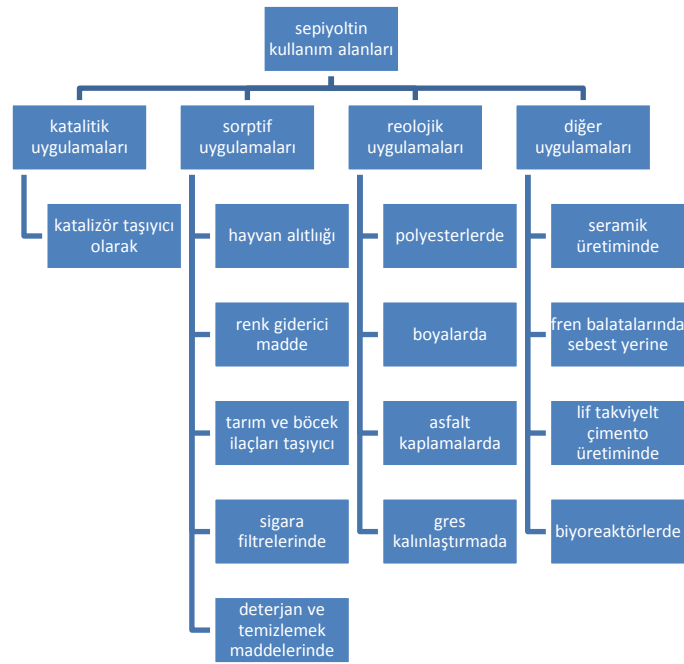 sepiyoltin
kullanım alanları
katalitik
uygulamaları
katalizör taşıyıcı
olarak
sorptif
uygulamaları
hayvan alıtlıığı
renk giderici
madde
tarım ve böcek
ilaçları taşıyıcı
sigara
filtrelerinde
deterjan ve
temizlemek
maddelerinde
reolojik
uygulamaları
polyesterlerde
boyalarda
asfalt
kaplamalarda
gres
kalınlaştırmada
diğer
uygulamaları
seramik
üretiminde
fren balatalarında
sebest yerine
lif takviyelt
çimento
üretiminde
biyoreaktörlerde